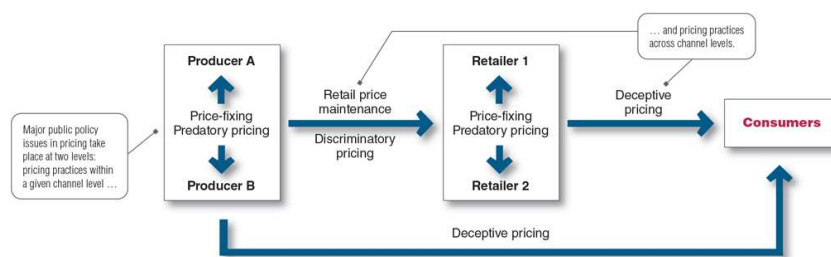 Major public policy
issues in pricing take
place at two levels:
pricing practices within
a given channel level …
Producer A
Price-fixing
Predatory pricing
Producer B
Retail price
maintenance
Discriminatory
pricing
Retailer 1
Price-fixing
Predatory pricing
Retailer 2
… and pricing practices
across channel levels.
Deceptive
pricing
Consumers
Deceptive pricing